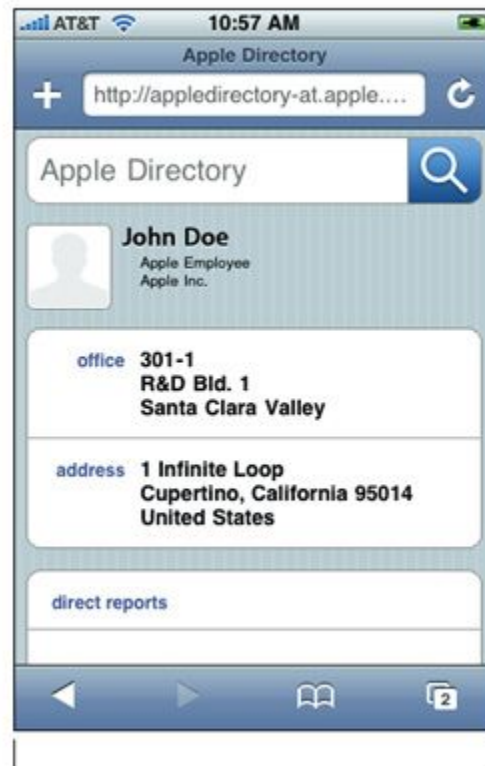 AT&T 10:57 AM
Apple Directory
http://appledirectory-at.apple....
Apple Directory
John Doe
Apple Employee
Apple Inc.
office 301-1
R&D Bld. 1
Santa Clara Valley
address 1 Infinite Loop
Cupertino, California 95014
United States
direct reports
2